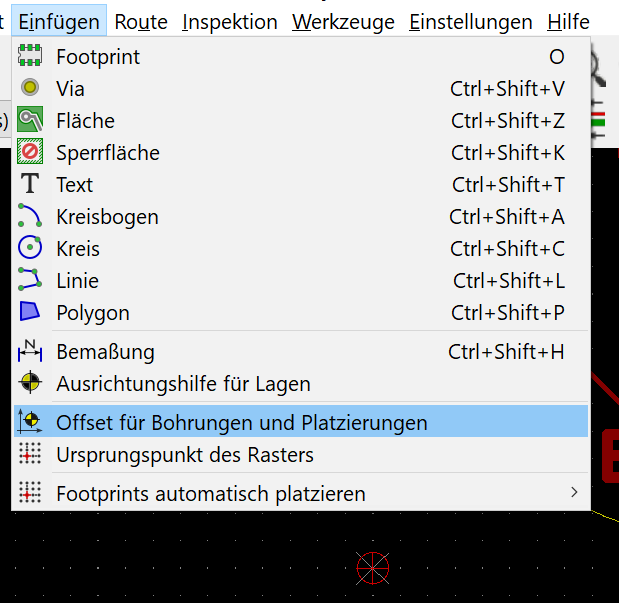 t Einfügen Route Inspektion Werkzeuge Einstellungen Hilfe
s)
Footprint O
Via Ctrl+Shift+V
Fläche Ctrl+Shift+Z
Sperrfläche Ctrl+Shift+K
Text Ctrl+Shift+T
Kreisbogen Ctrl+Shift+A
Kreis Ctrl+Shift+C
Linie Ctrl+Shift+L
Polygon Ctrl+Shift+P
Bemaßung Ctrl+Shift+H
Ausrichtungshilfe für Lagen
Offset für Bohrungen und Platzierungen
Ursprungspunkt des Rasters
Footprints automatisch platzieren